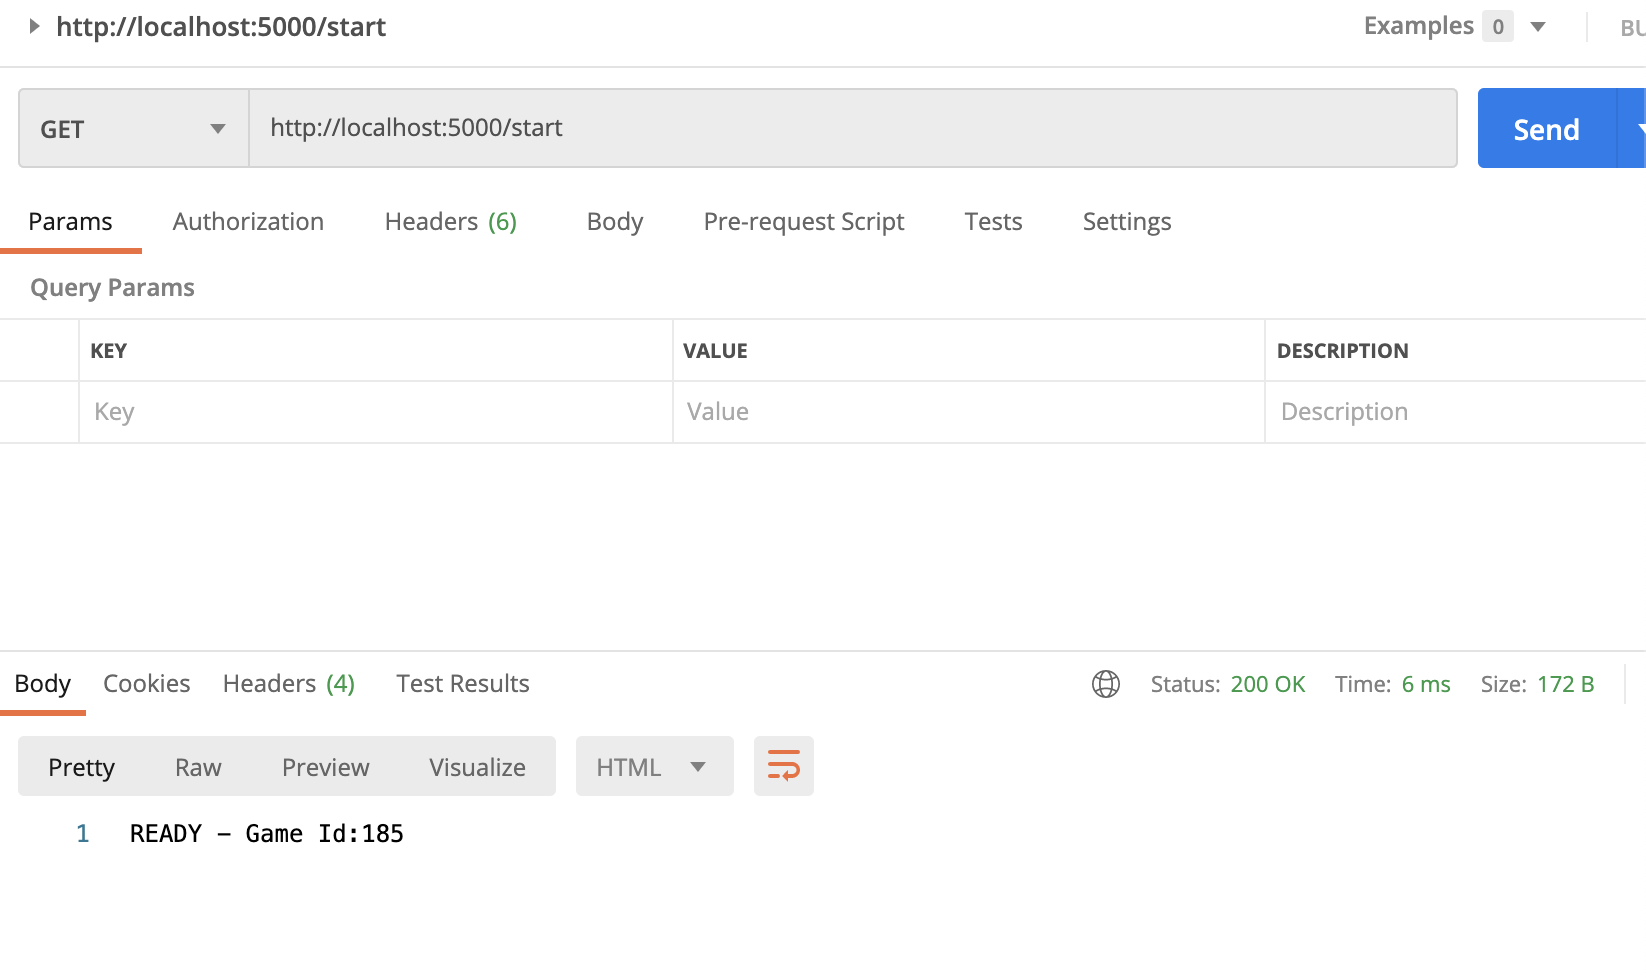 http://localhost:5000/start Examples 0
GET http://localhost:5000/start Send
Params Authorization Headers (6) Body Pre-request Script Tests Settings
Query Params
KEY VALUE DESCRIPTION
Key Value Description
Body Cookies Headers (4) Test Results Status: 200 OK Time: 6 ms Size: 172 B
Pretty Raw Preview Visualize HTML
1 READY - Game Id:185